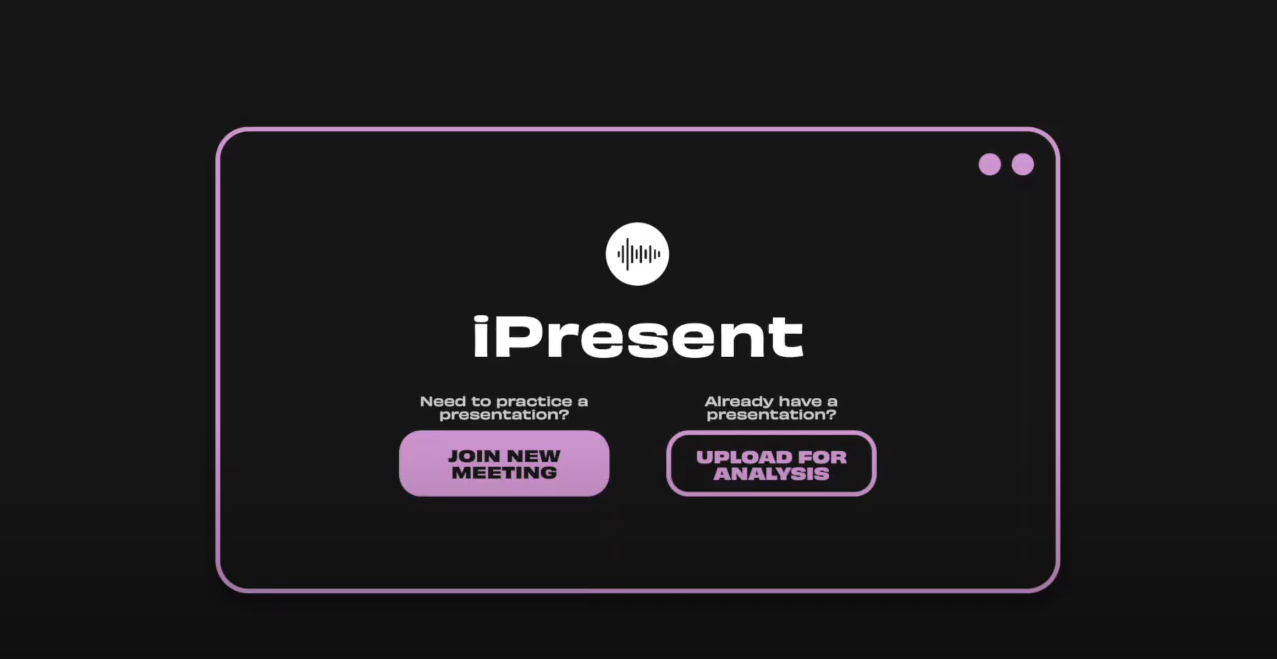 iPresent
Need to practice a
presentation?
JOIN NEW
MEETING
Already have a
presentation?
UPLOAD FOR
ANALYSIS